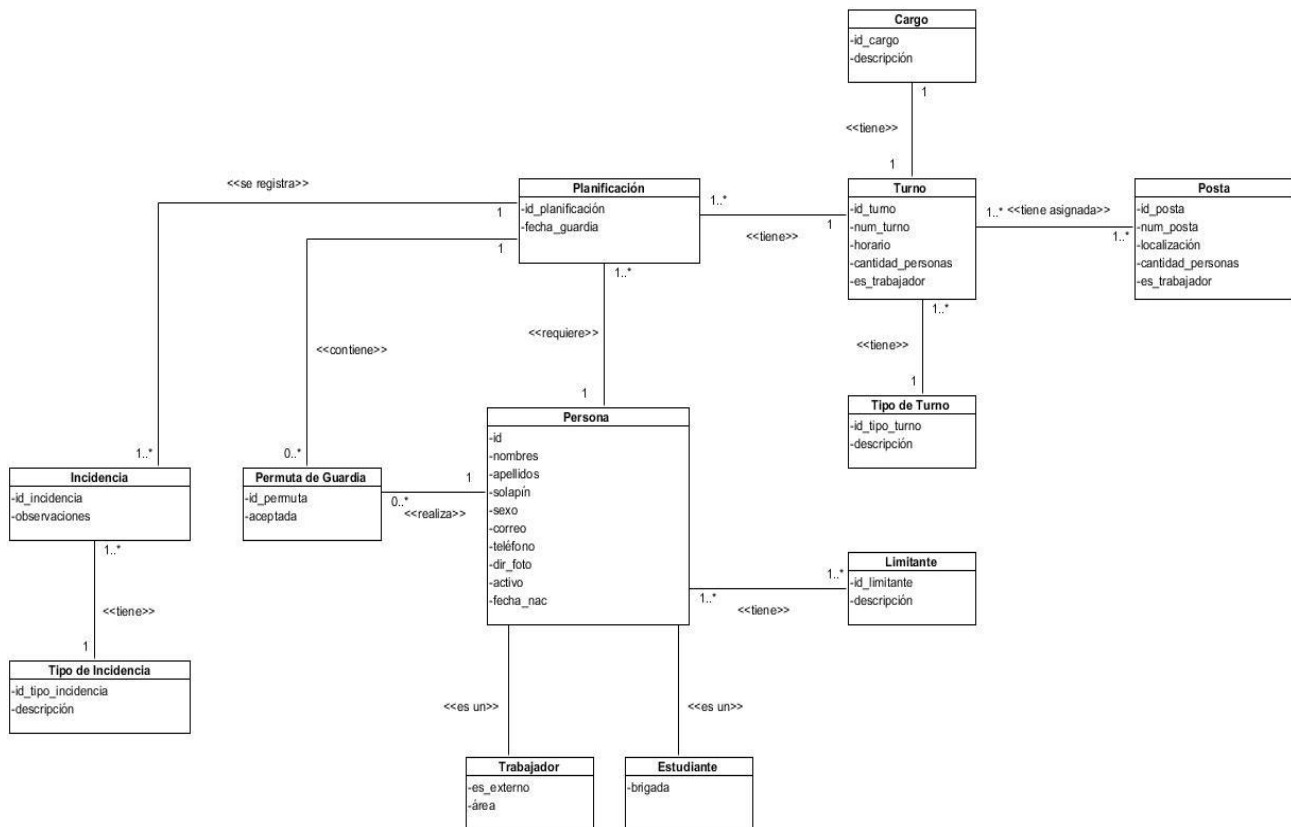 Cargo
-id_cargo
-descripción
1
<<tiene>>
1
<<se registra>>
Planificación
-id_planificación
-fecha_guardia
1
1
1..*
1..*
<<tiene>>
1
Turno
-id_turno
-num_turno
-horario
-cantidad_personas
-es_trabajador
1..*
<<tiene asignada>>
1..*
Posta
-id_posta
-num_posta
-localización
-cantidad_personas
-es_trabajador
1..*
<<tiene>>
1
Tipo de Turno
-id_tipo_turno
-descripción
<<requiere>>
1
<<contiene>>
Persona
-id
-nombres
-apellidos
-solapín
-sexo
-correo
-teléfono
-dir_foto
-activo
-fecha_nac
1..*
Incidencia
-id_incidencia
-observaciones
1..*
<<tiene>>
1
Tipo de Incidencia
-id_tipo_incidencia
-descripción
0..*
Permuta de Guardia
-id_permuta
-aceptada
1
0..*
<<realiza>>
1..*
<<tiene>>
1..*
Limitante
-id_limitante
-descripción
<<es un>>
<<es un>>
Trabajador
-es_externo
-área
Estudiante
-brigada